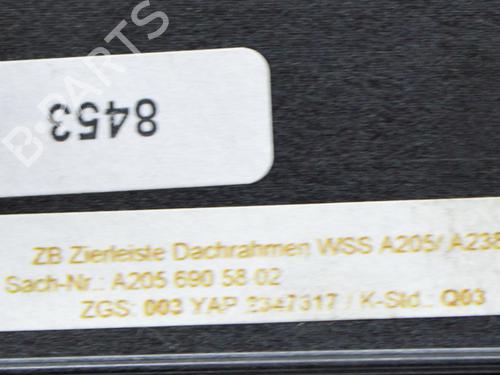 8453
ZB Zierleiste Dachrahmen WSS A205/ A238
Sach-Nr.: A205 690 58 02
ZGS: 003 YAP 2347317 / K-Std.: Q03
B-PARTS